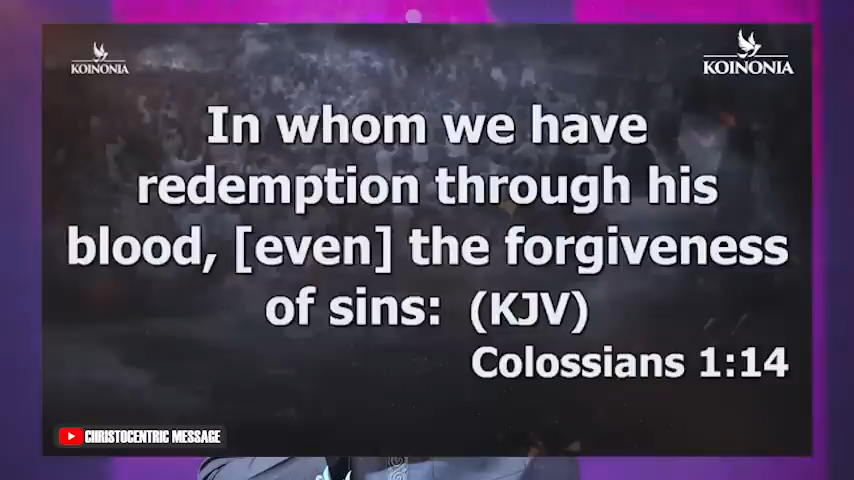 KOINONIA
KOINONIA
In whom we have
redemption through his
blood, [even] the forgiveness
of sins: (KJV)
Colossians 1:14
CHRISTOCENTRIC MESSAGE